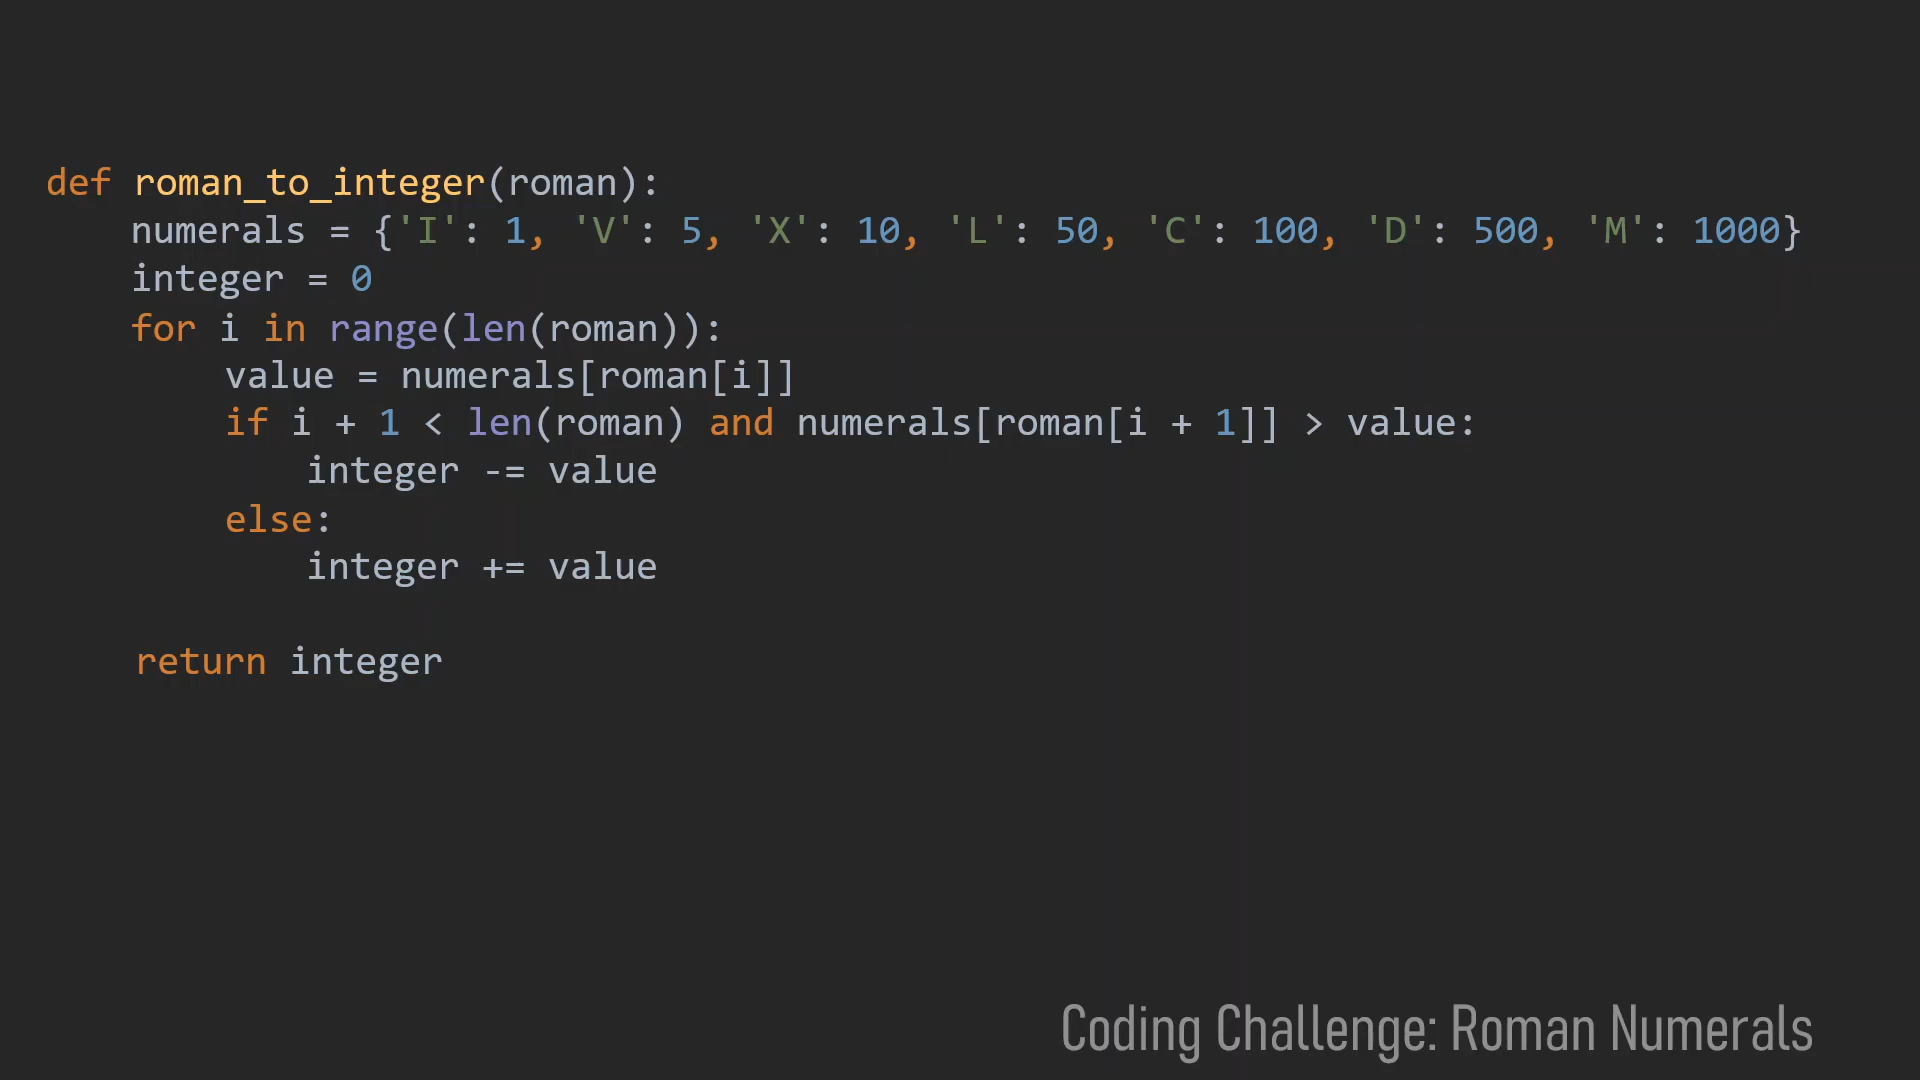 def roman_to_integer(roman):
    numerals = {'I': 1, 'V': 5, 'X': 10, 'L': 50, 'C': 100, 'D': 500, 'M': 1000}
    integer = 0
    for i in range(len(roman)):
        value = numerals[roman[i]]
        if i + 1 < len(roman) and numerals[roman[i + 1]] > value:
            integer -= value
        else:
            integer += value
    return integer
Coding Challenge: Roman Numerals